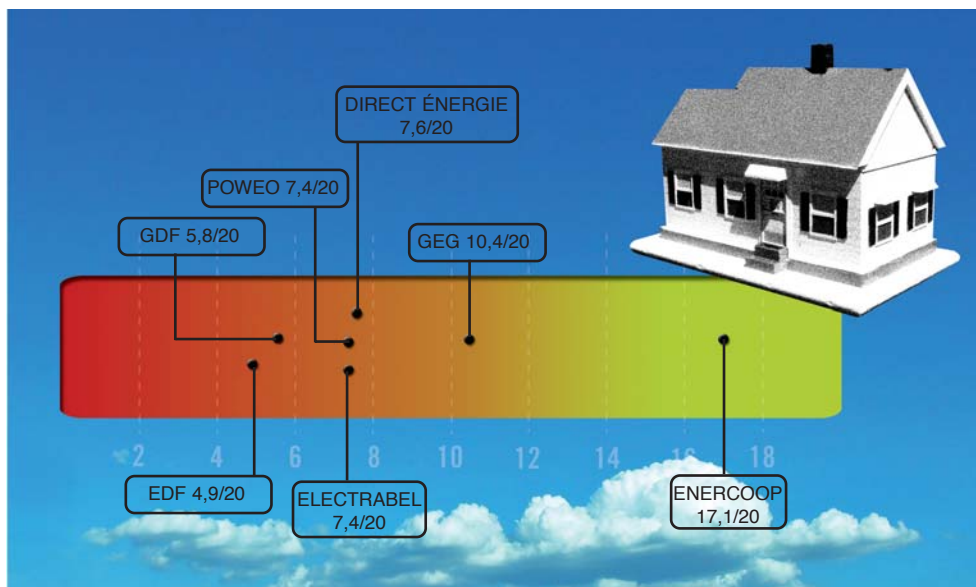 DIRECT ÉNERGIE
7,6/20
POWEO 7,4/20
GDF 5,8/20
GEG 10,4/20
2 4 6 8 10 12 14 16 18
EDF 4,9/20
ELECTRABEL
7,4/20
ENERCOOP
17,1/20